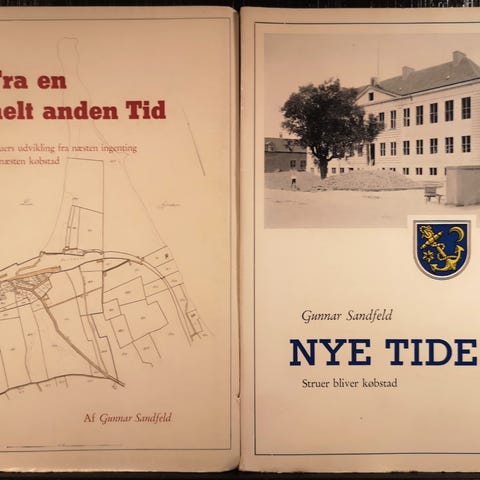 Fra en
helt anden Tid
uers udvikling fra næsten ingenting
næsten købstad
Af Gunnar Sandfeld
Gunnar Sandfeld
NYE TIDE
Struer bliver købstad